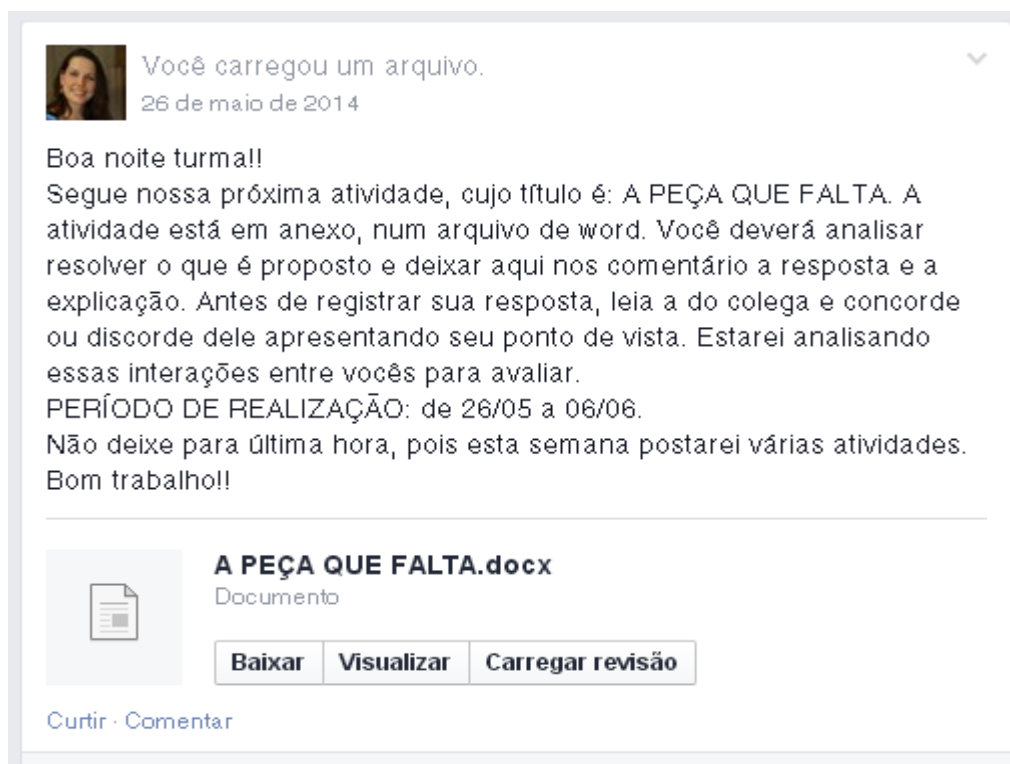 Você carregou um arquivo.
26 de maio de 2014
Boa noite turma!!
Segue nossa próxima atividade, cujo título é: A PEÇA QUE FALTA. A
atividade está em anexo, num arquivo de word. Você deverá analisar
resolver o que é proposto e deixar aqui nos comentário a resposta e a
explicação. Antes de registrar sua resposta, leia a do colega e concorde
ou discorde dele apresentando seu ponto de vista. Estarei analisando
essas interações entre vocês para avaliar.
PERÍODO DE REALIZAÇÃO: de 26/05 a 06/06.
Não deixe para última hora, pois esta semana postarei várias atividades.
Bom trabalho!!
A PEÇA QUE FALTA.docx
Documento
Baixar Visualizar Carregar revisão
Curtir · Comentar